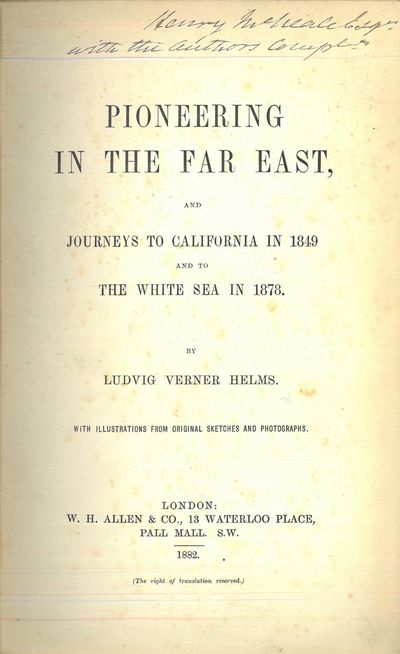 Henry McNeale Esqr
with the Authors Complts
PIONEERING
IN THE FAR EAST,
AND
JOURNEYS TO CALIFORNIA IN 1849
AND TO
THE WHITE SEA IN 1878.
BY
LUDVIG VERNER HELMS.
WITH ILLUSTRATIONS FROM ORIGINAL SKETCHES AND PHOTOGRAPHS.
LONDON:
W. H. ALLEN & CO., 13 WATERLOO PLACE,
PALL MALL. S.W.
1882.
(The right of translation reserved.)